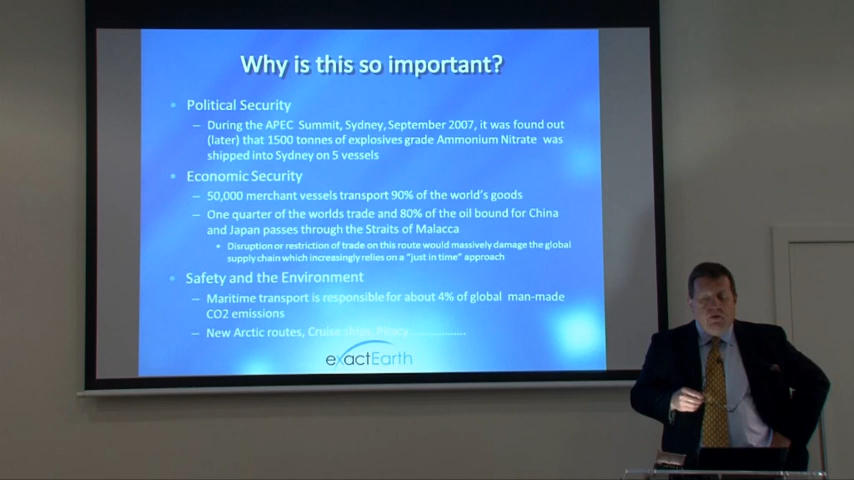 Why is this so important?
• Political Security
– During the APEC Summit, Sydney, September 2007, it was found out
(later) that 1500 tonnes of explosives grade Ammonium Nitrate was
shipped into Sydney on 5 vessels
• Economic Security
– 50,000 merchant vessels transport 90% of the world's goods
– One quarter of the worlds trade and 80% of the oil bound for China
and Japan passes through the Straits of Malacca
• Disruption or restriction of trade on this route would massively damage the global
supply chain which increasingly relies on a "just in time" approach
• Safety and the Environment
– Maritime transport is responsible for about 4% of global man-made
CO2 emissions
– New Arctic routes, Cruise ships, Piracy................
exactEarth